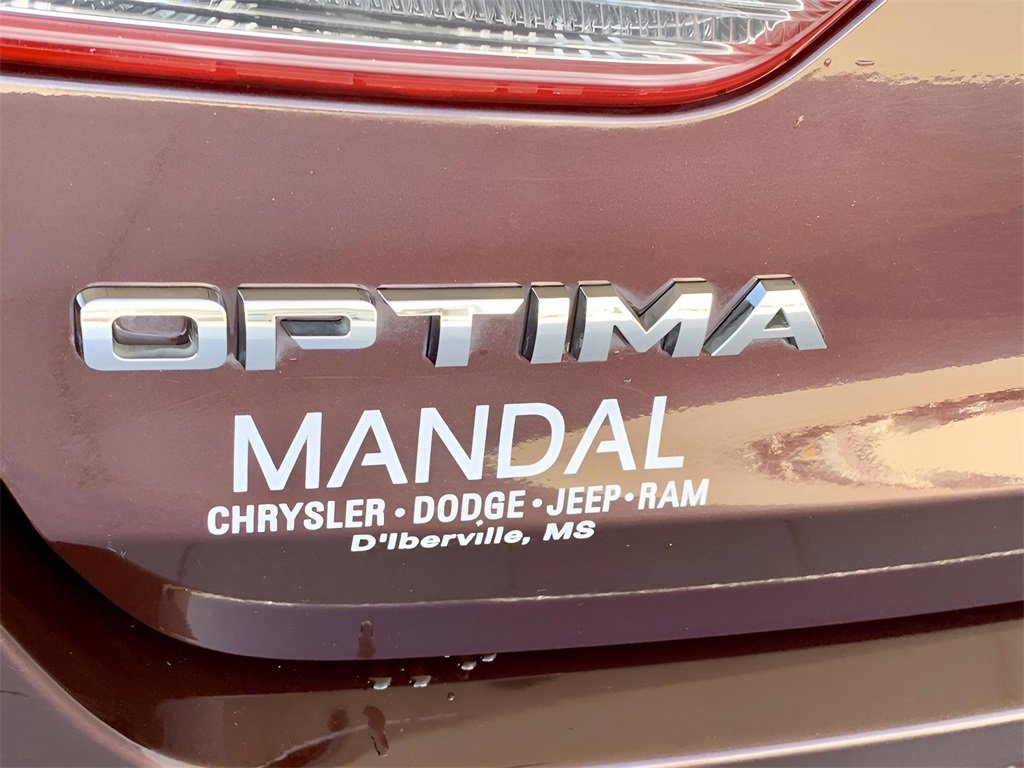 OPTIMA
MANDAL
CHRYSLER · DODGE · JEEP · RAM
D'Iberville, MS